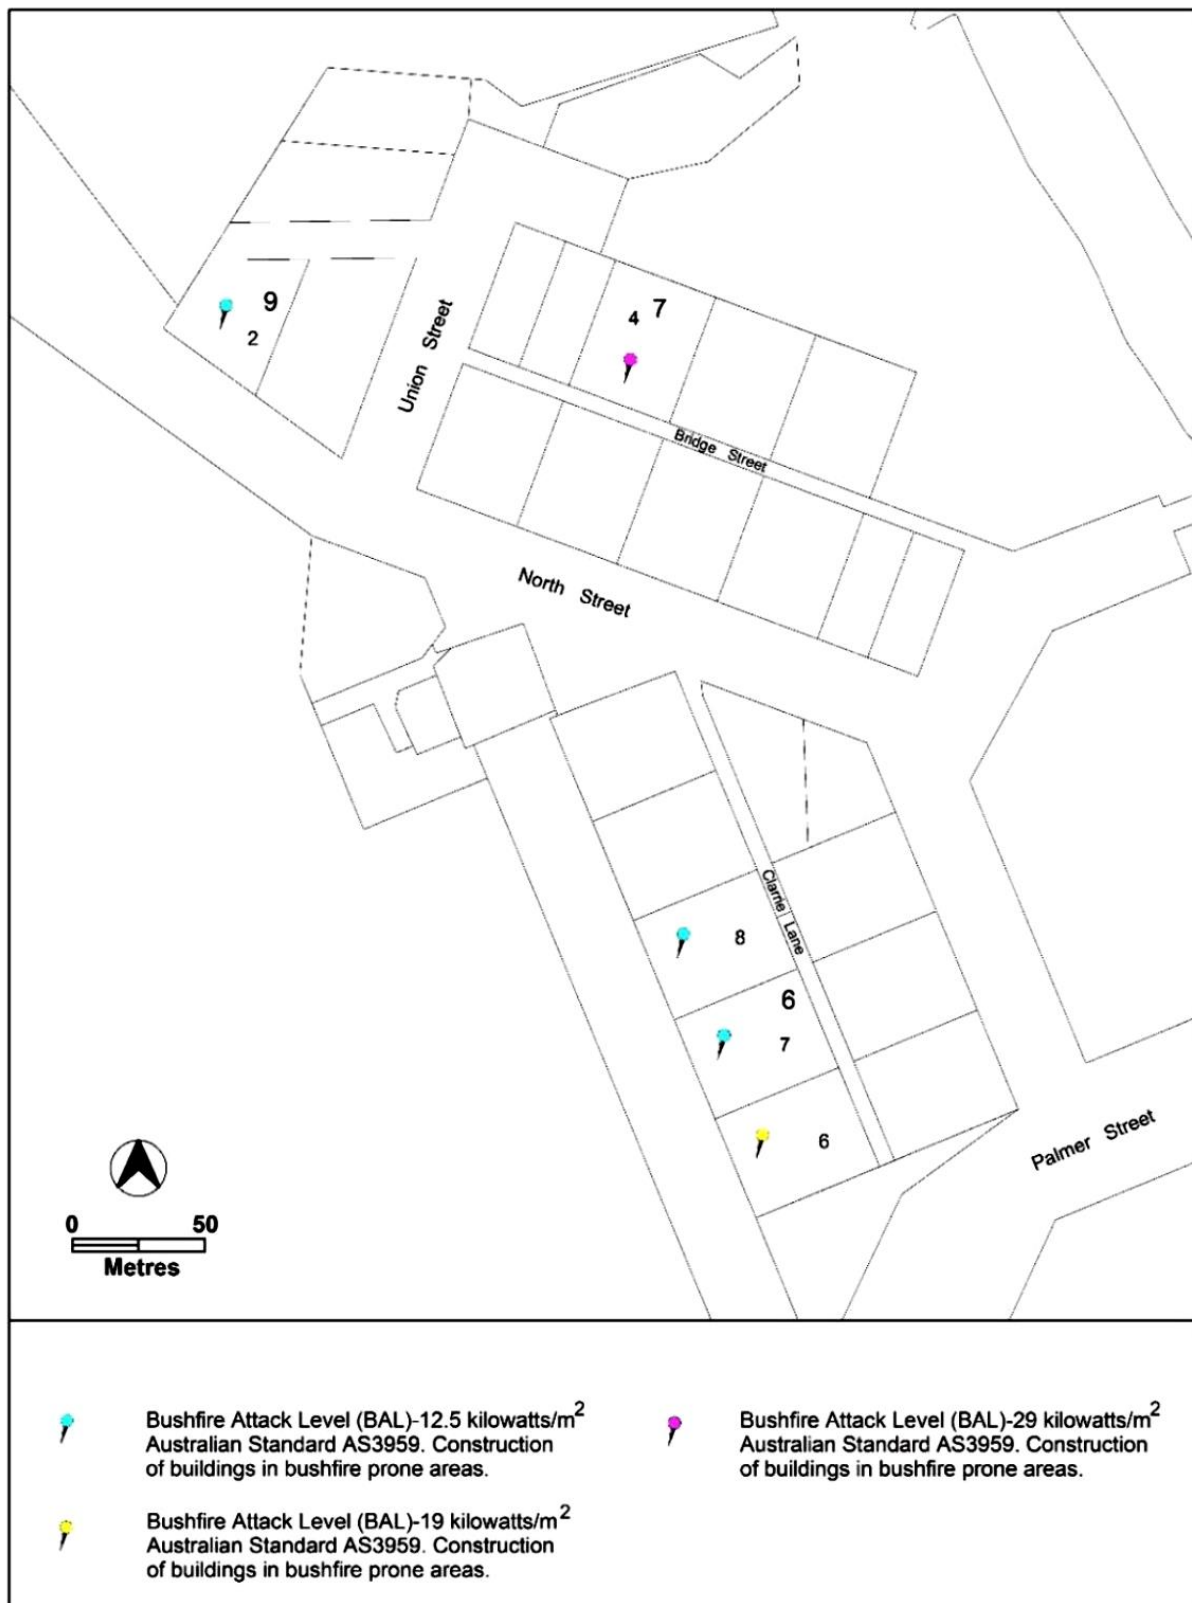 9
2
7
4
Union Street
Bridge Street
North Street
Clarrie Lane
8
6
7
6
Palmer Street
0 50
Metres
Bushfire Attack Level (BAL)-12.5 kilowatts/m²
Australian Standard AS3959. Construction
of buildings in bushfire prone areas.
Bushfire Attack Level (BAL)-29 kilowatts/m²
Australian Standard AS3959. Construction
of buildings in bushfire prone areas.
Bushfire Attack Level (BAL)-19 kilowatts/m²
Australian Standard AS3959. Construction
of buildings in bushfire prone areas.